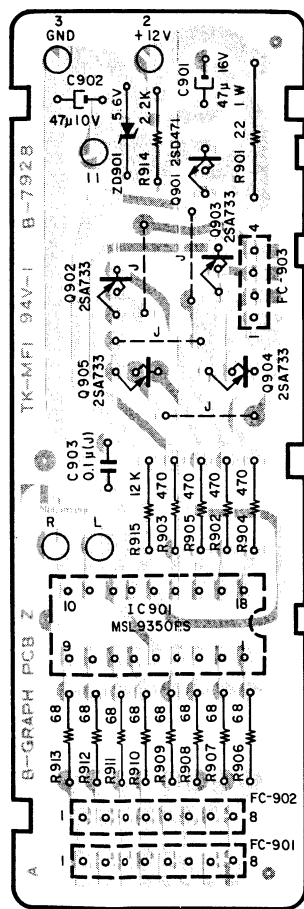 3
GND
2
+12V
C902
47μ10V
C901
47μ 16V
11
5.6V
ZD901
2.2K
R914
Q901 2SD471
1W
R901 22
Q903
2SA733
4
1
FC-903
J
J
Q902
2SA733
J
Q905
2SA733
Q904
2SA733
J
TK-MFI 94V-1 B-7928
C903
0.1μ(J)
12K
R915
470
R903
470
R905
470
R902
470
R904
R
L
10
18
IC901
MSL9350PS
9
1
B-GRAPH PCB Z
68
R913
68
R912
68
R911
68
R910
68
R909
68
R908
68
R907
68
R906
1
8
FC-902
1
8
FC-901
A